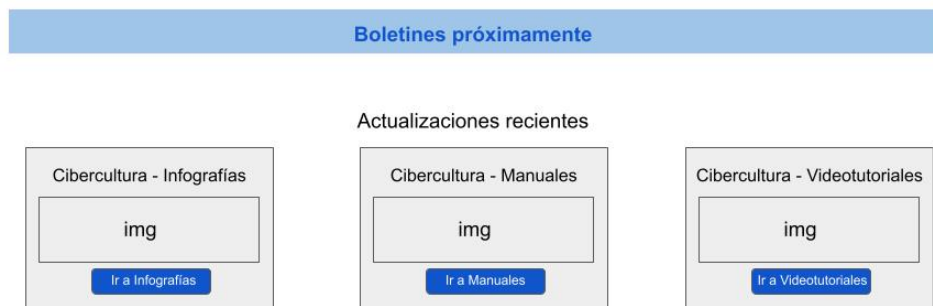 Boletines próximamente
Actualizaciones recientes
Cibercultura - Infografías
img
Ir a Infografías
Cibercultura - Manuales
img
Ir a Manuales
Cibercultura - Videotutoriales
img
Ir a Videotutoriales